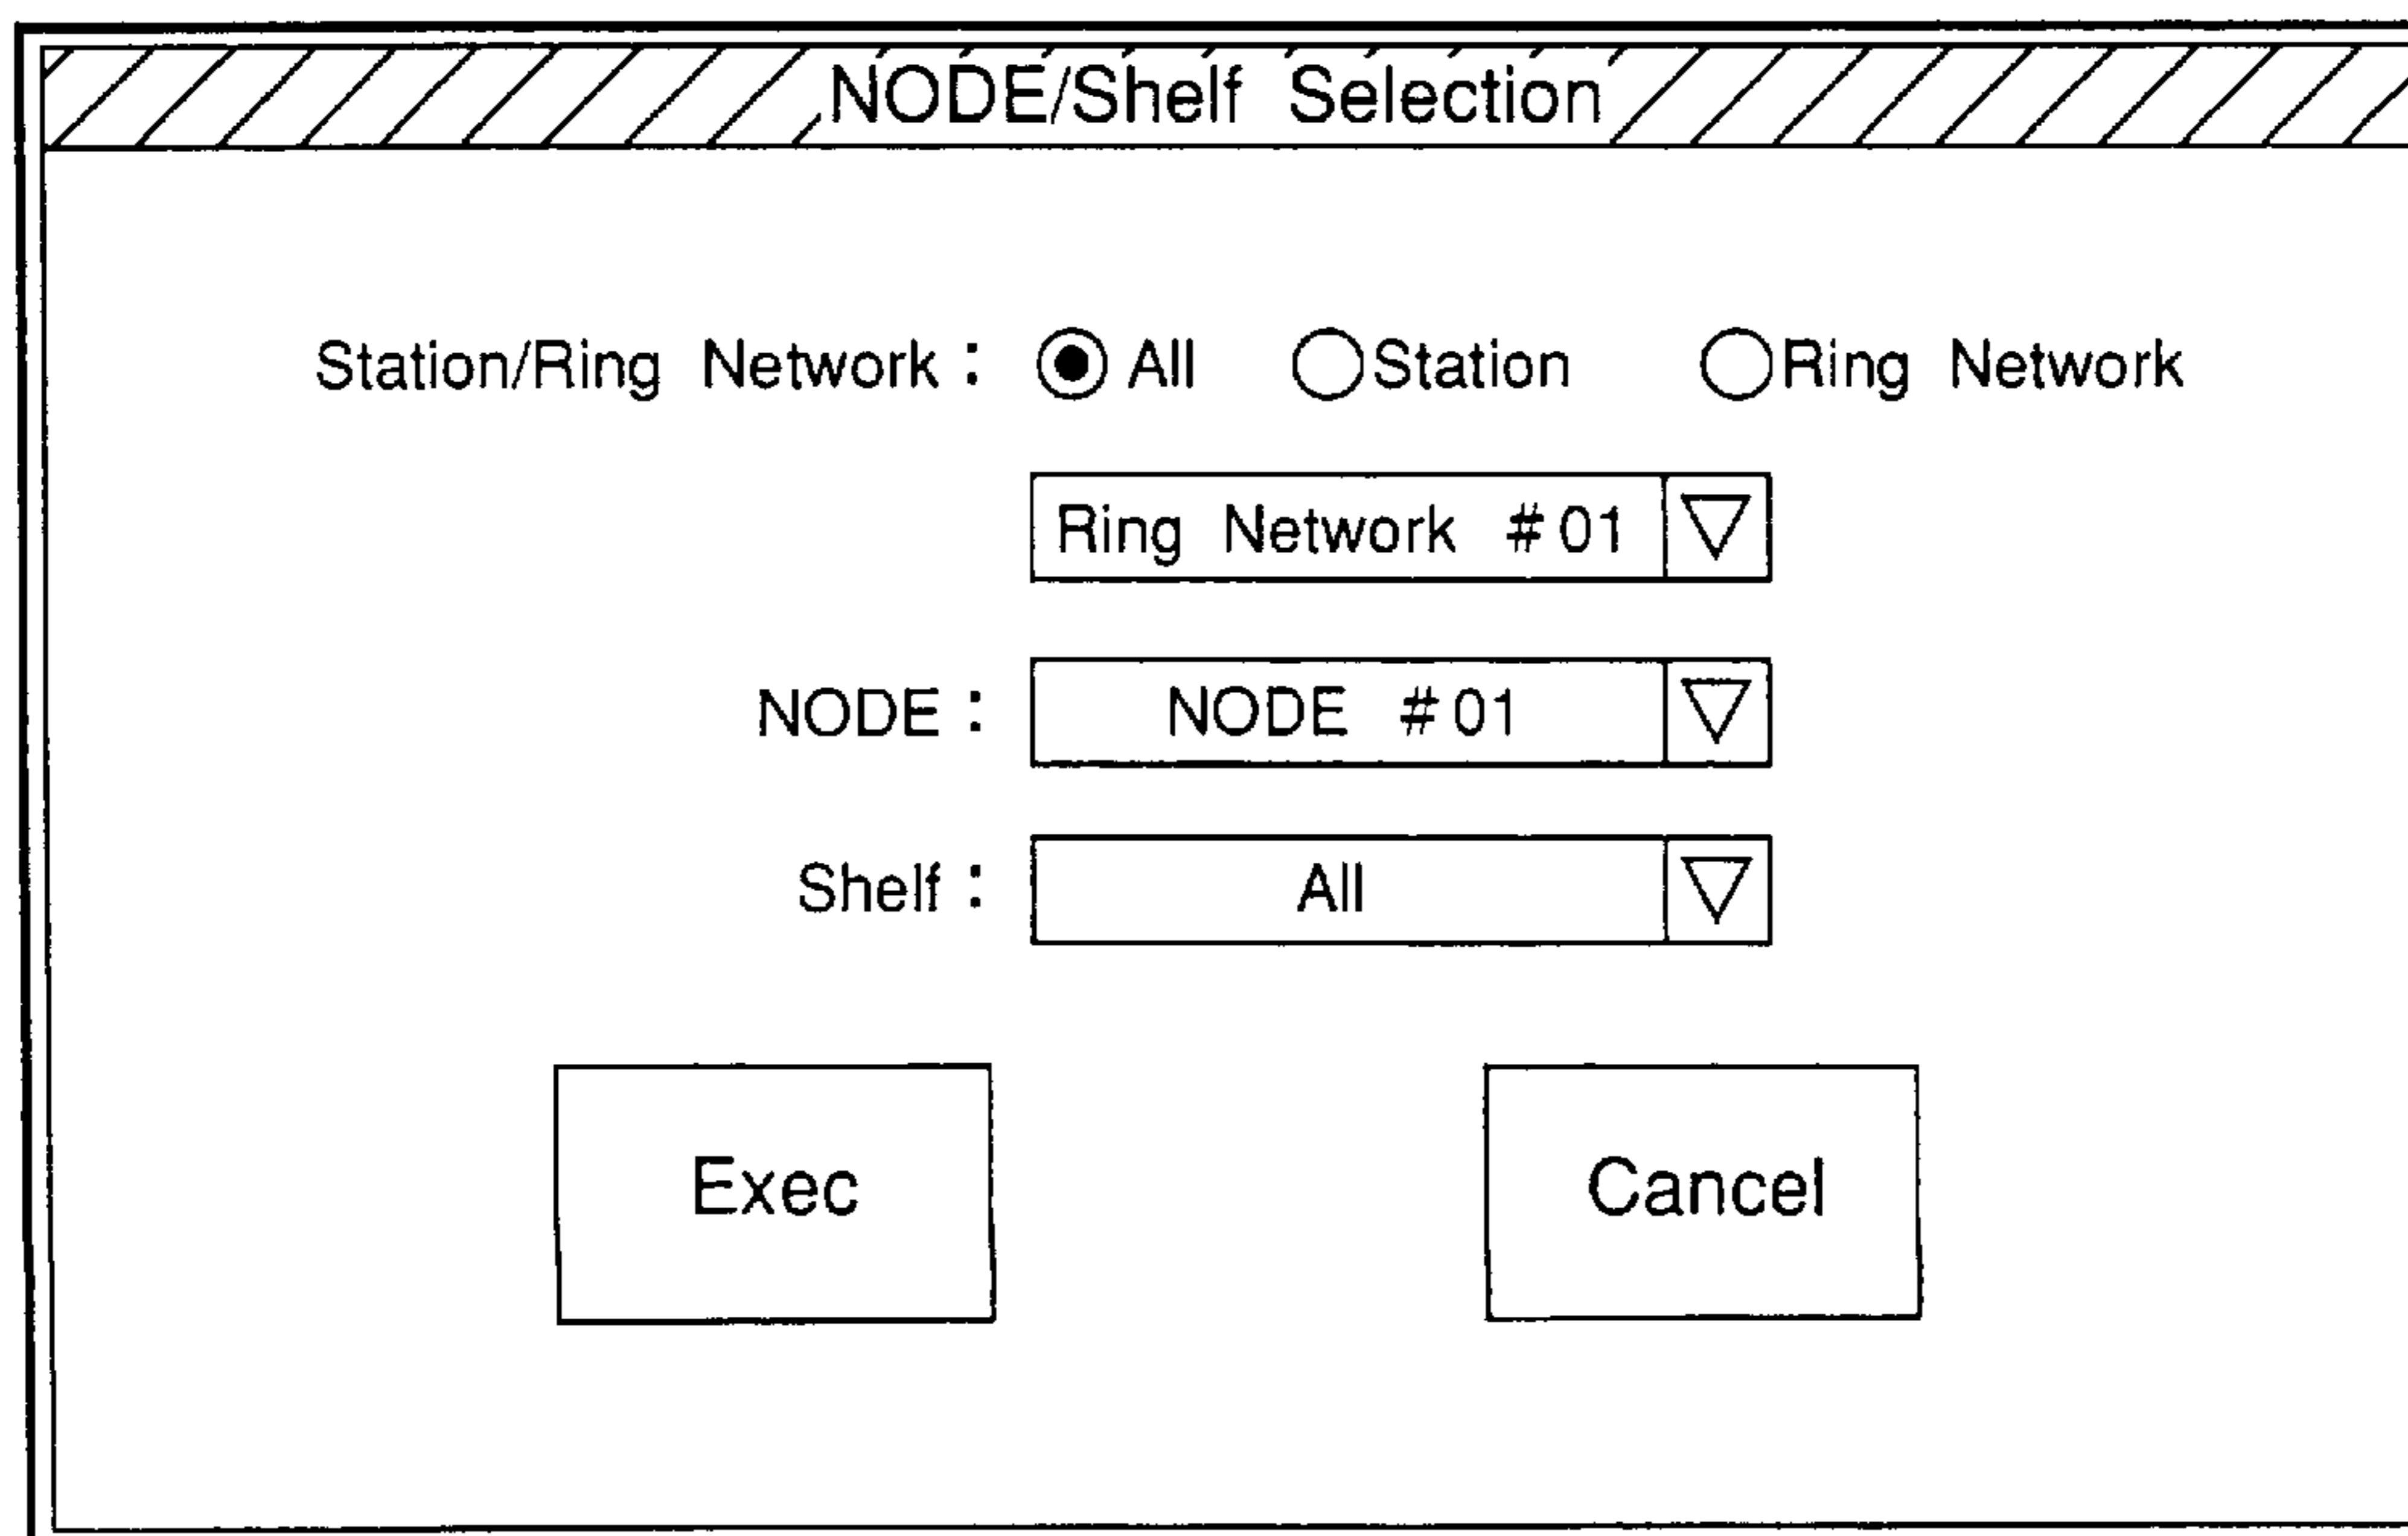 NODE/Shelf Selection
Station/Ring Network : All Station Ring Network
Ring Network #01
NODE : NODE #01
Shelf : All
Exec Cancel